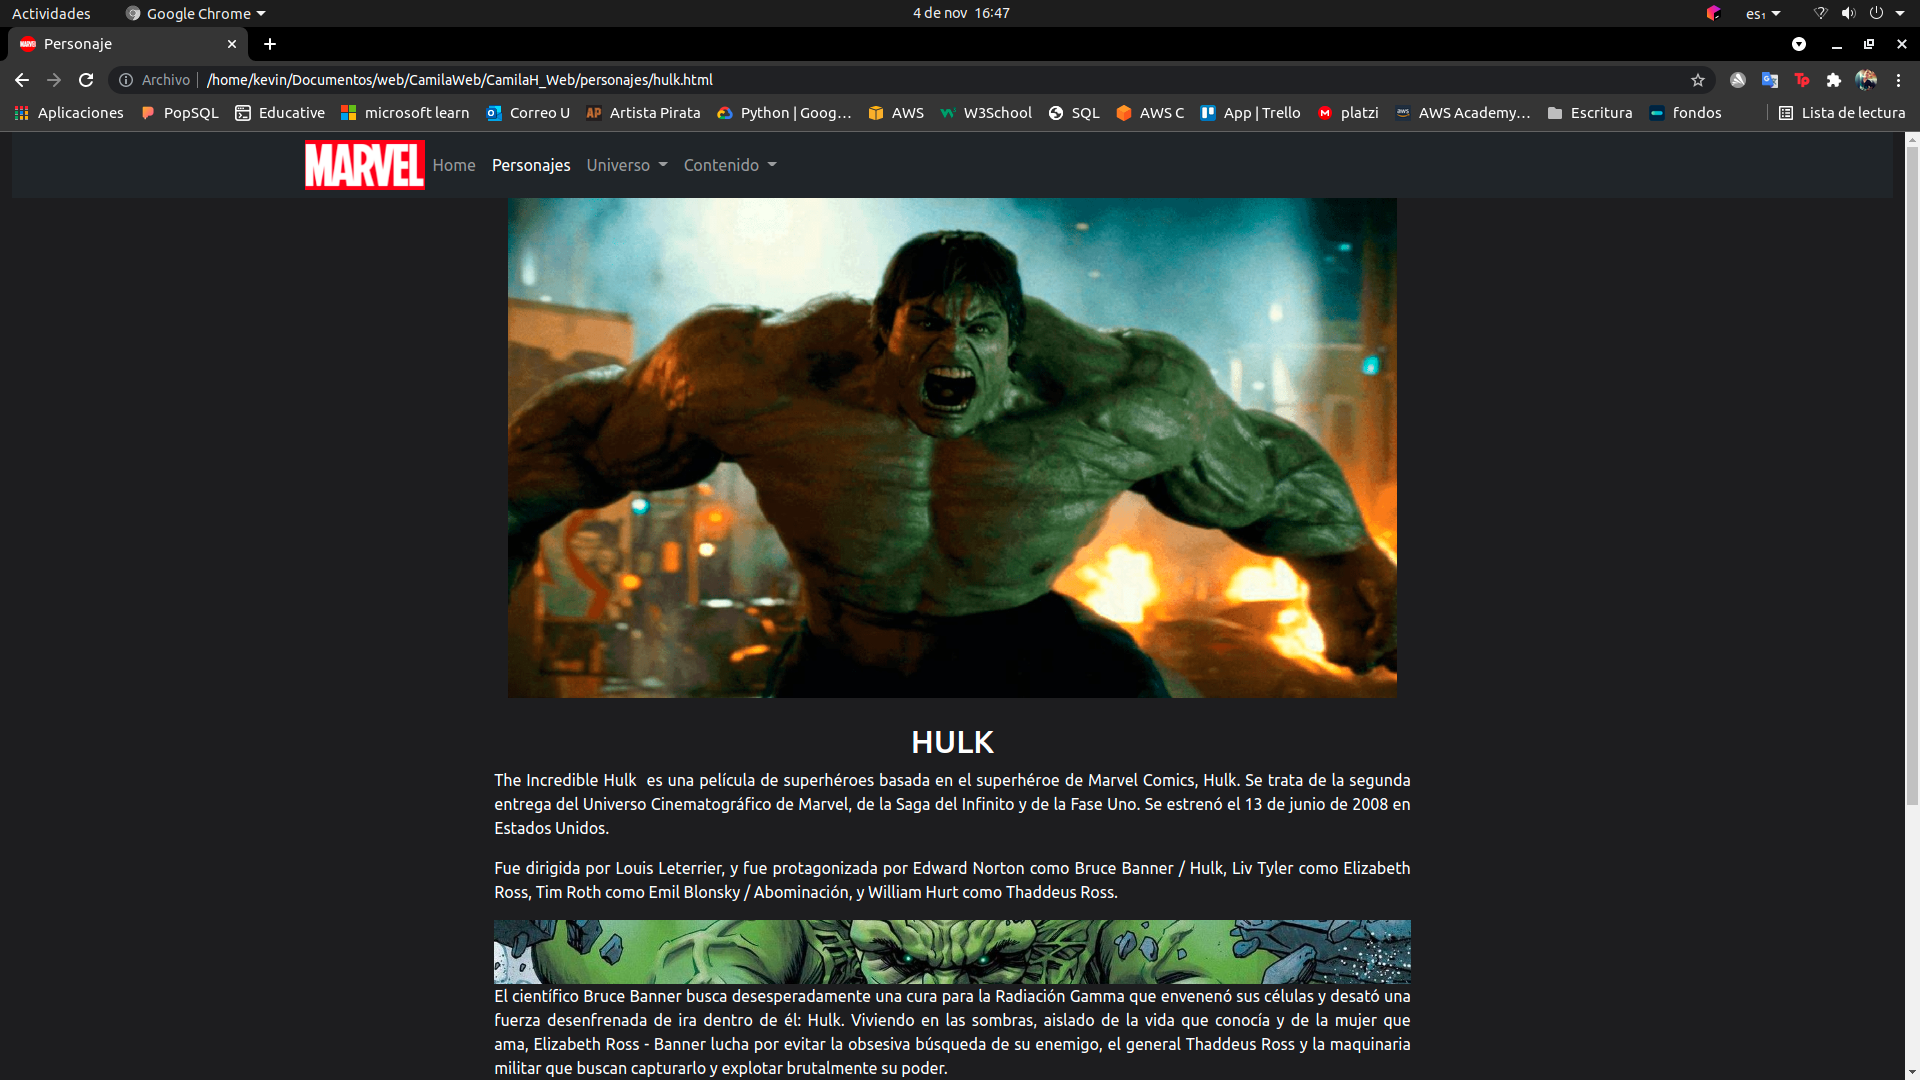 Actividades
Google Chrome
4 de nov 16:47
es₁
Personaje
Archivo
/home/kevin/Documentos/web/CamilaWeb/CamilaH_Web/personajes/hulk.html
Aplicaciones
PopSQL
Educative
microsoft learn
Correo U
AP Artista Pirata
Python | Goog…
AWS
W3School
SQL
AWS C
App | Trello
platzi
AWS Academy…
Escritura
fondos
Lista de lectura
MARVEL
Home
Personajes
Universo
Contenido
HULK
The Incredible Hulk es una película de superhéroes basada en el superhéroe de Marvel Comics, Hulk. Se trata de la segunda
entrega del Universo Cinematográfico de Marvel, de la Saga del Infinito y de la Fase Uno. Se estrenó el 13 de junio de 2008 en
Estados Unidos.
Fue dirigida por Louis Leterrier, y fue protagonizada por Edward Norton como Bruce Banner / Hulk, Liv Tyler como Elizabeth
Ross, Tim Roth como Emil Blonsky / Abominación, y William Hurt como Thaddeus Ross.
El científico Bruce Banner busca desesperadamente una cura para la Radiación Gamma que envenenó sus células y desató una
fuerza desenfrenada de ira dentro de él: Hulk. Viviendo en las sombras, aislado de la vida que conocía y de la mujer que
ama, Elizabeth Ross - Banner lucha por evitar la obsesiva búsqueda de su enemigo, el general Thaddeus Ross y la maquinaria
militar que buscan capturarlo y explotar brutalmente su poder.